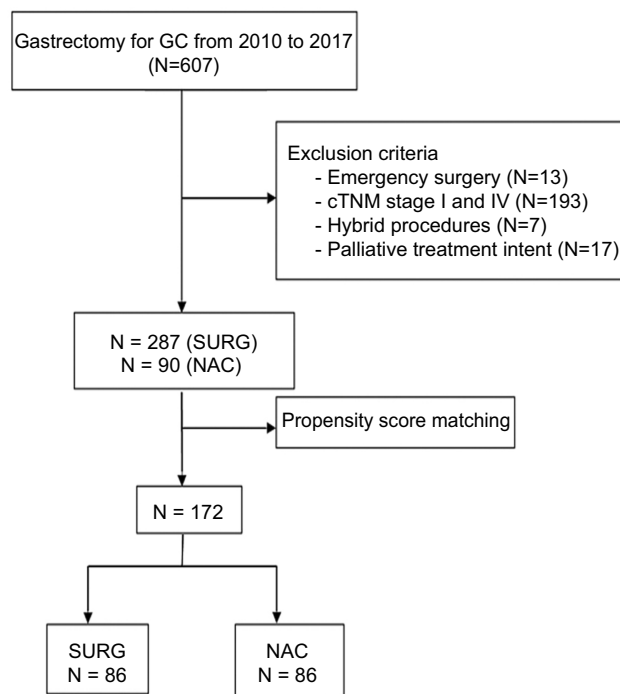 Gastrectomy for GC from 2010 to 2017
(N=607)
Exclusion criteria
- Emergency surgery (N=13)
- cTNM stage I and IV (N=193)
- Hybrid procedures (N=7)
- Palliative treatment intent (N=17)
N = 287 (SURG)
N = 90 (NAC)
Propensity score matching
N = 172
SURG
N = 86
NAC
N = 86